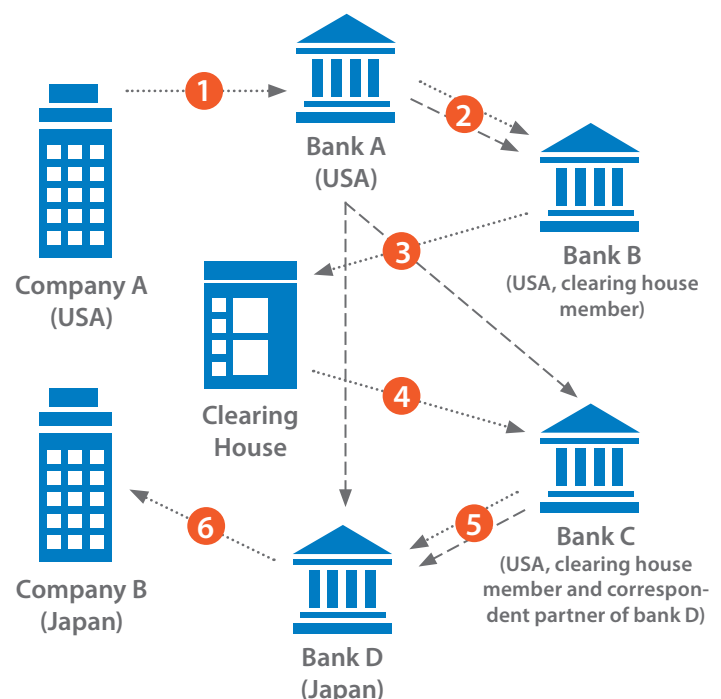 1
Bank A
(USA)
2
Company A
(USA)
3
Bank B
(USA, clearing house
member)
Clearing
House
4
Company B
(Japan)
6
5
Bank C
(USA, clearing house
member and correspon-
dent partner of bank D)
Bank D
(Japan)